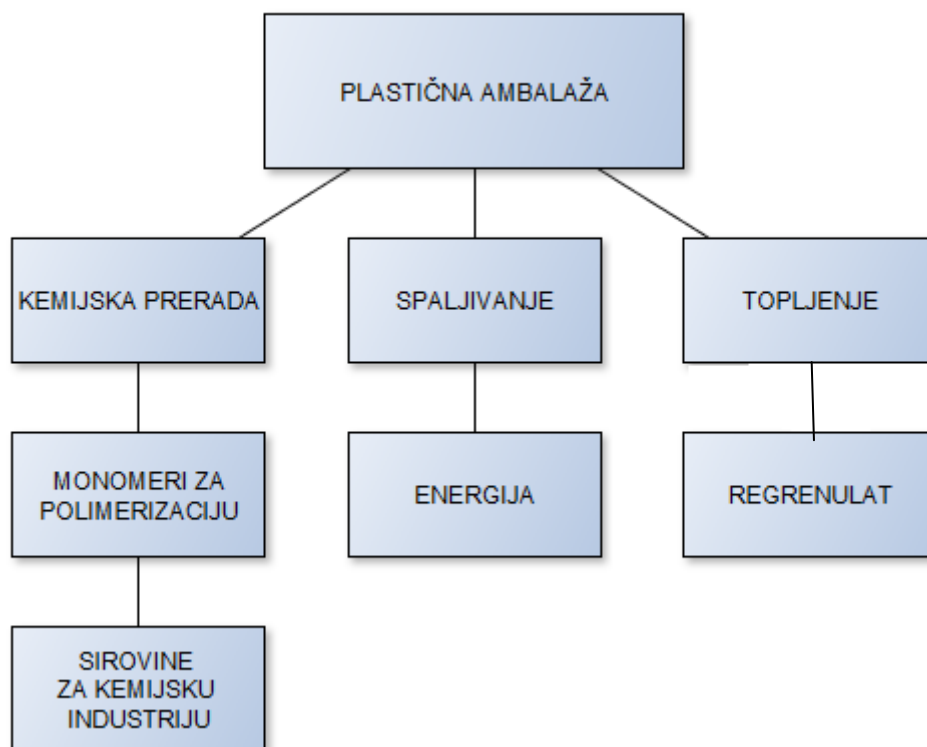 PLASTIČNA AMBALAŽA
KEMIJSKA PRERADA
SPALJIVANJE
TOPLJENJE
MONOMERI ZA
POLIMERIZACIJU
ENERGIJA
REGRENULAT
SIROVINE
ZA KEMIJSKU
INDUSTRIJU